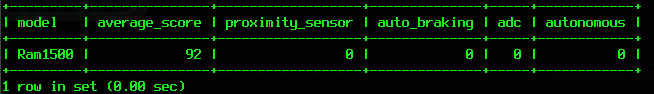 +---------+---------------+------------------+--------------+-----+------------+
| model   | average_score | proximity_sensor | auto_braking | adc | autonomous |
+---------+---------------+------------------+--------------+-----+------------+
| Ram1500 |            92 |                0 |            0 |   0 |          0 |
+---------+---------------+------------------+--------------+-----+------------+
1 row in set (0.00 sec)